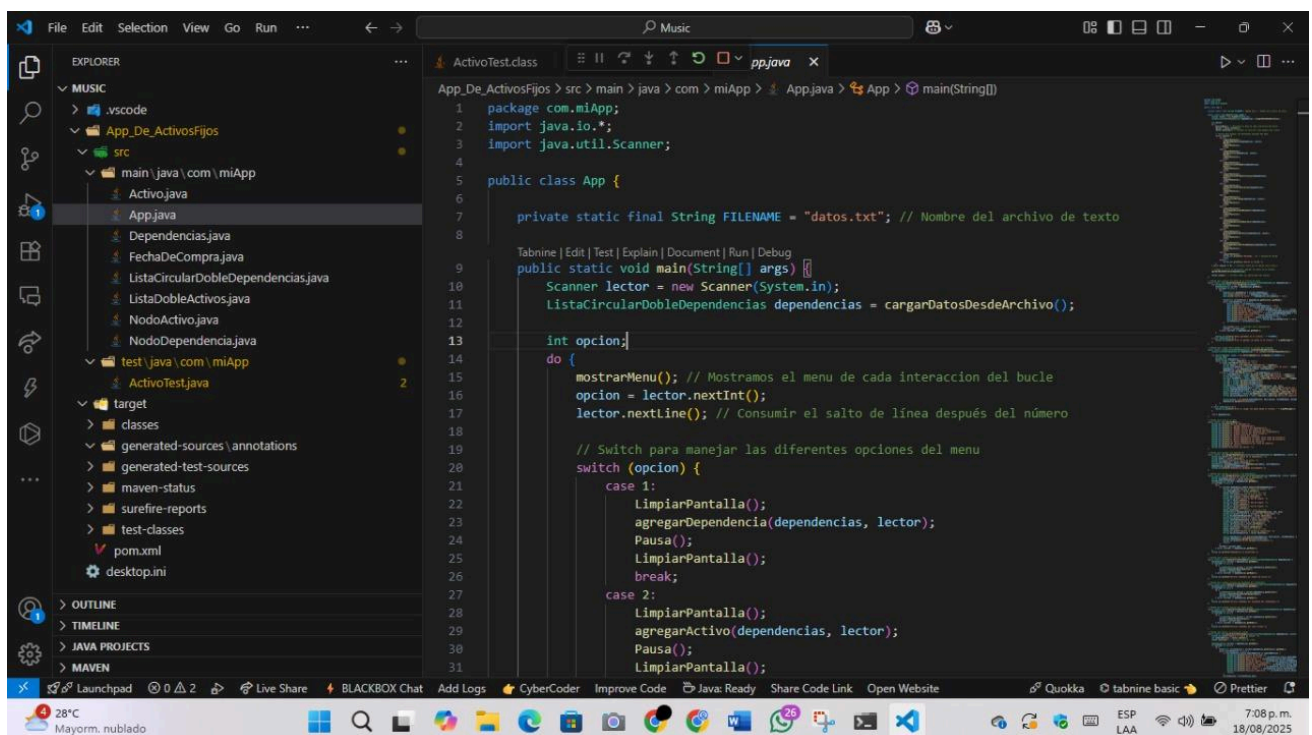 File Edit Selection View Go Run ... Music
EXPLORER ...
MUSIC
.vscode
App_De_ActivosFijos
src
main\java\com\miApp
Activo.java
App.java
Dependencias.java
FechaDeCompra.java
ListaCircularDobleDependencias.java
ListaDobleActivos.java
NodoActivo.java
NodoDependencia.java
test\java\com\miApp
ActivoTest.java 2
target
classes
generated-sources\annotations
generated-test-sources
maven-status
surefire-reports
test-classes
pom.xml
desktop.ini
OUTLINE
TIMELINE
JAVA PROJECTS
MAVEN
1
1
ActivoTest.class pp.java
App_De_ActivosFijos > src > main > java > com > miApp > App.java > App > main(String[])
1 package com.miApp;
2 import java.io.*;
3 import java.util.Scanner;
4
5 public class App {
6
7 private static final String FILENAME = "datos.txt"; // Nombre del archivo de texto
8
Tabnine | Edit | Test | Explain | Document | Run | Debug
9 public static void main(String[] args) {
10 Scanner lector = new Scanner(System.in);
11 ListaCircularDobleDependencias dependencias = cargarDatosDesdeArchivo();
12
13 int opcion;
14 do {
15 mostrarMenu(); // Mostramos el menu de cada interaccion del bucle
16 opcion = lector.nextInt();
17 lector.nextLine(); // Consumir el salto de línea después del número
18
19 // Switch para manejar las diferentes opciones del menu
20 switch (opcion) {
21 case 1:
22 LimpiarPantalla();
23 agregarDependencia(dependencias, lector);
24 Pausa();
25 LimpiarPantalla();
26 break;
27 case 2:
28 LimpiarPantalla();
29 agregarActivo(dependencias, lector);
30 Pausa();
31 LimpiarPantalla();
Launchpad 0 2 Live Share BLACKBOX Chat Add Logs CyberCoder Improve Code Java: Ready Share Code Link Open Website Quokka tabnine basic Prettier
4 28°C
Mayorm. nublado
26
ESP
LAA
7:08 p. m.
18/08/2025